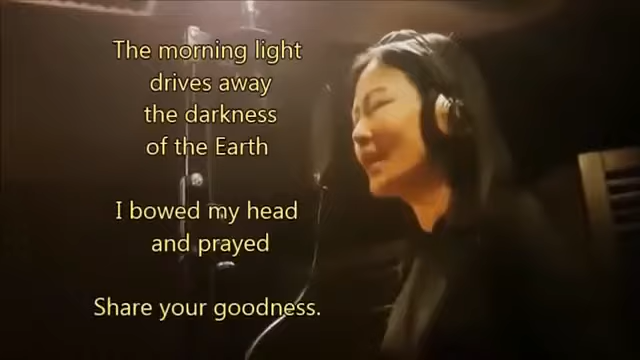 The morning light
drives away
the darkness
of the Earth
I bowed my head
and prayed
Share your goodness.